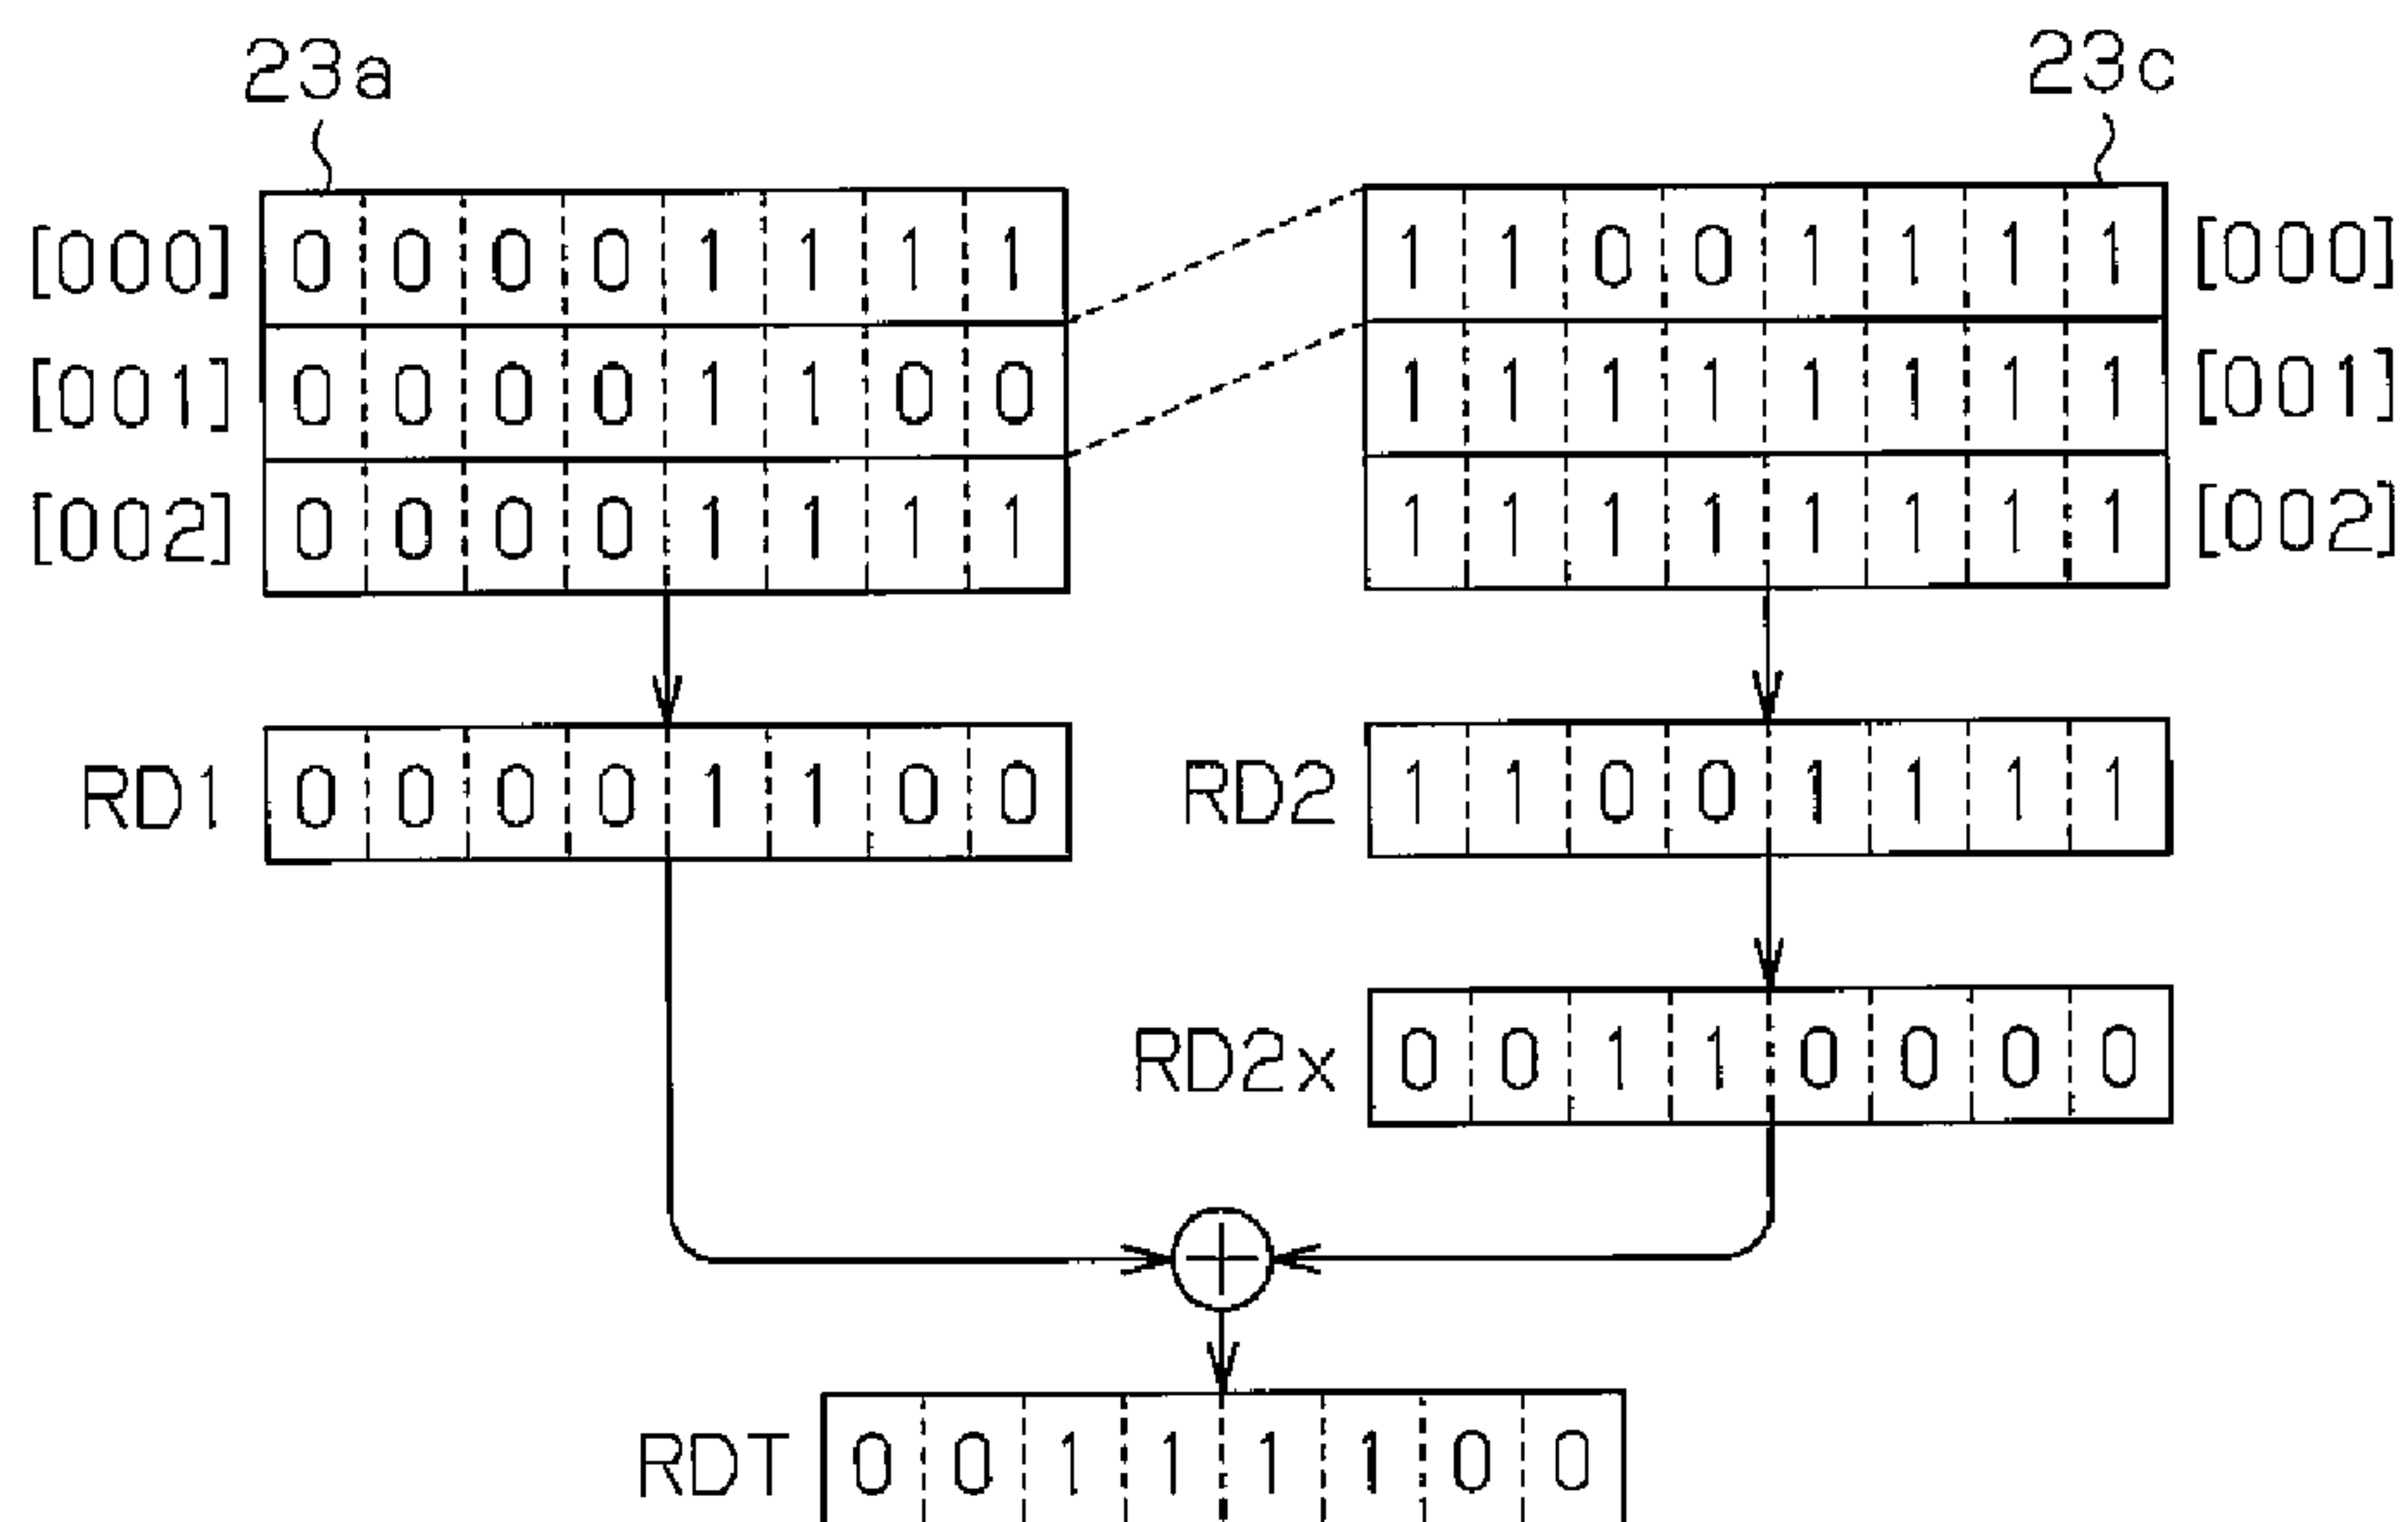 23a 23c
[000] 0 0 0 0 1 1 1 1 1 1 0 0 1 1 1 1 [000]
[001] 0 0 0 0 1 1 0 0 1 1 1 1 1 1 1 1 [001]
[002] 0 0 0 0 1 1 1 1 1 1 1 1 1 1 1 1 [002]
RD1 0 0 0 0 1 1 0 0 RD2 1 1 0 0 1 1 1 1
RD2x 0 0 1 1 0 0 0 0
RDT 0 0 1 1 1 1 0 0